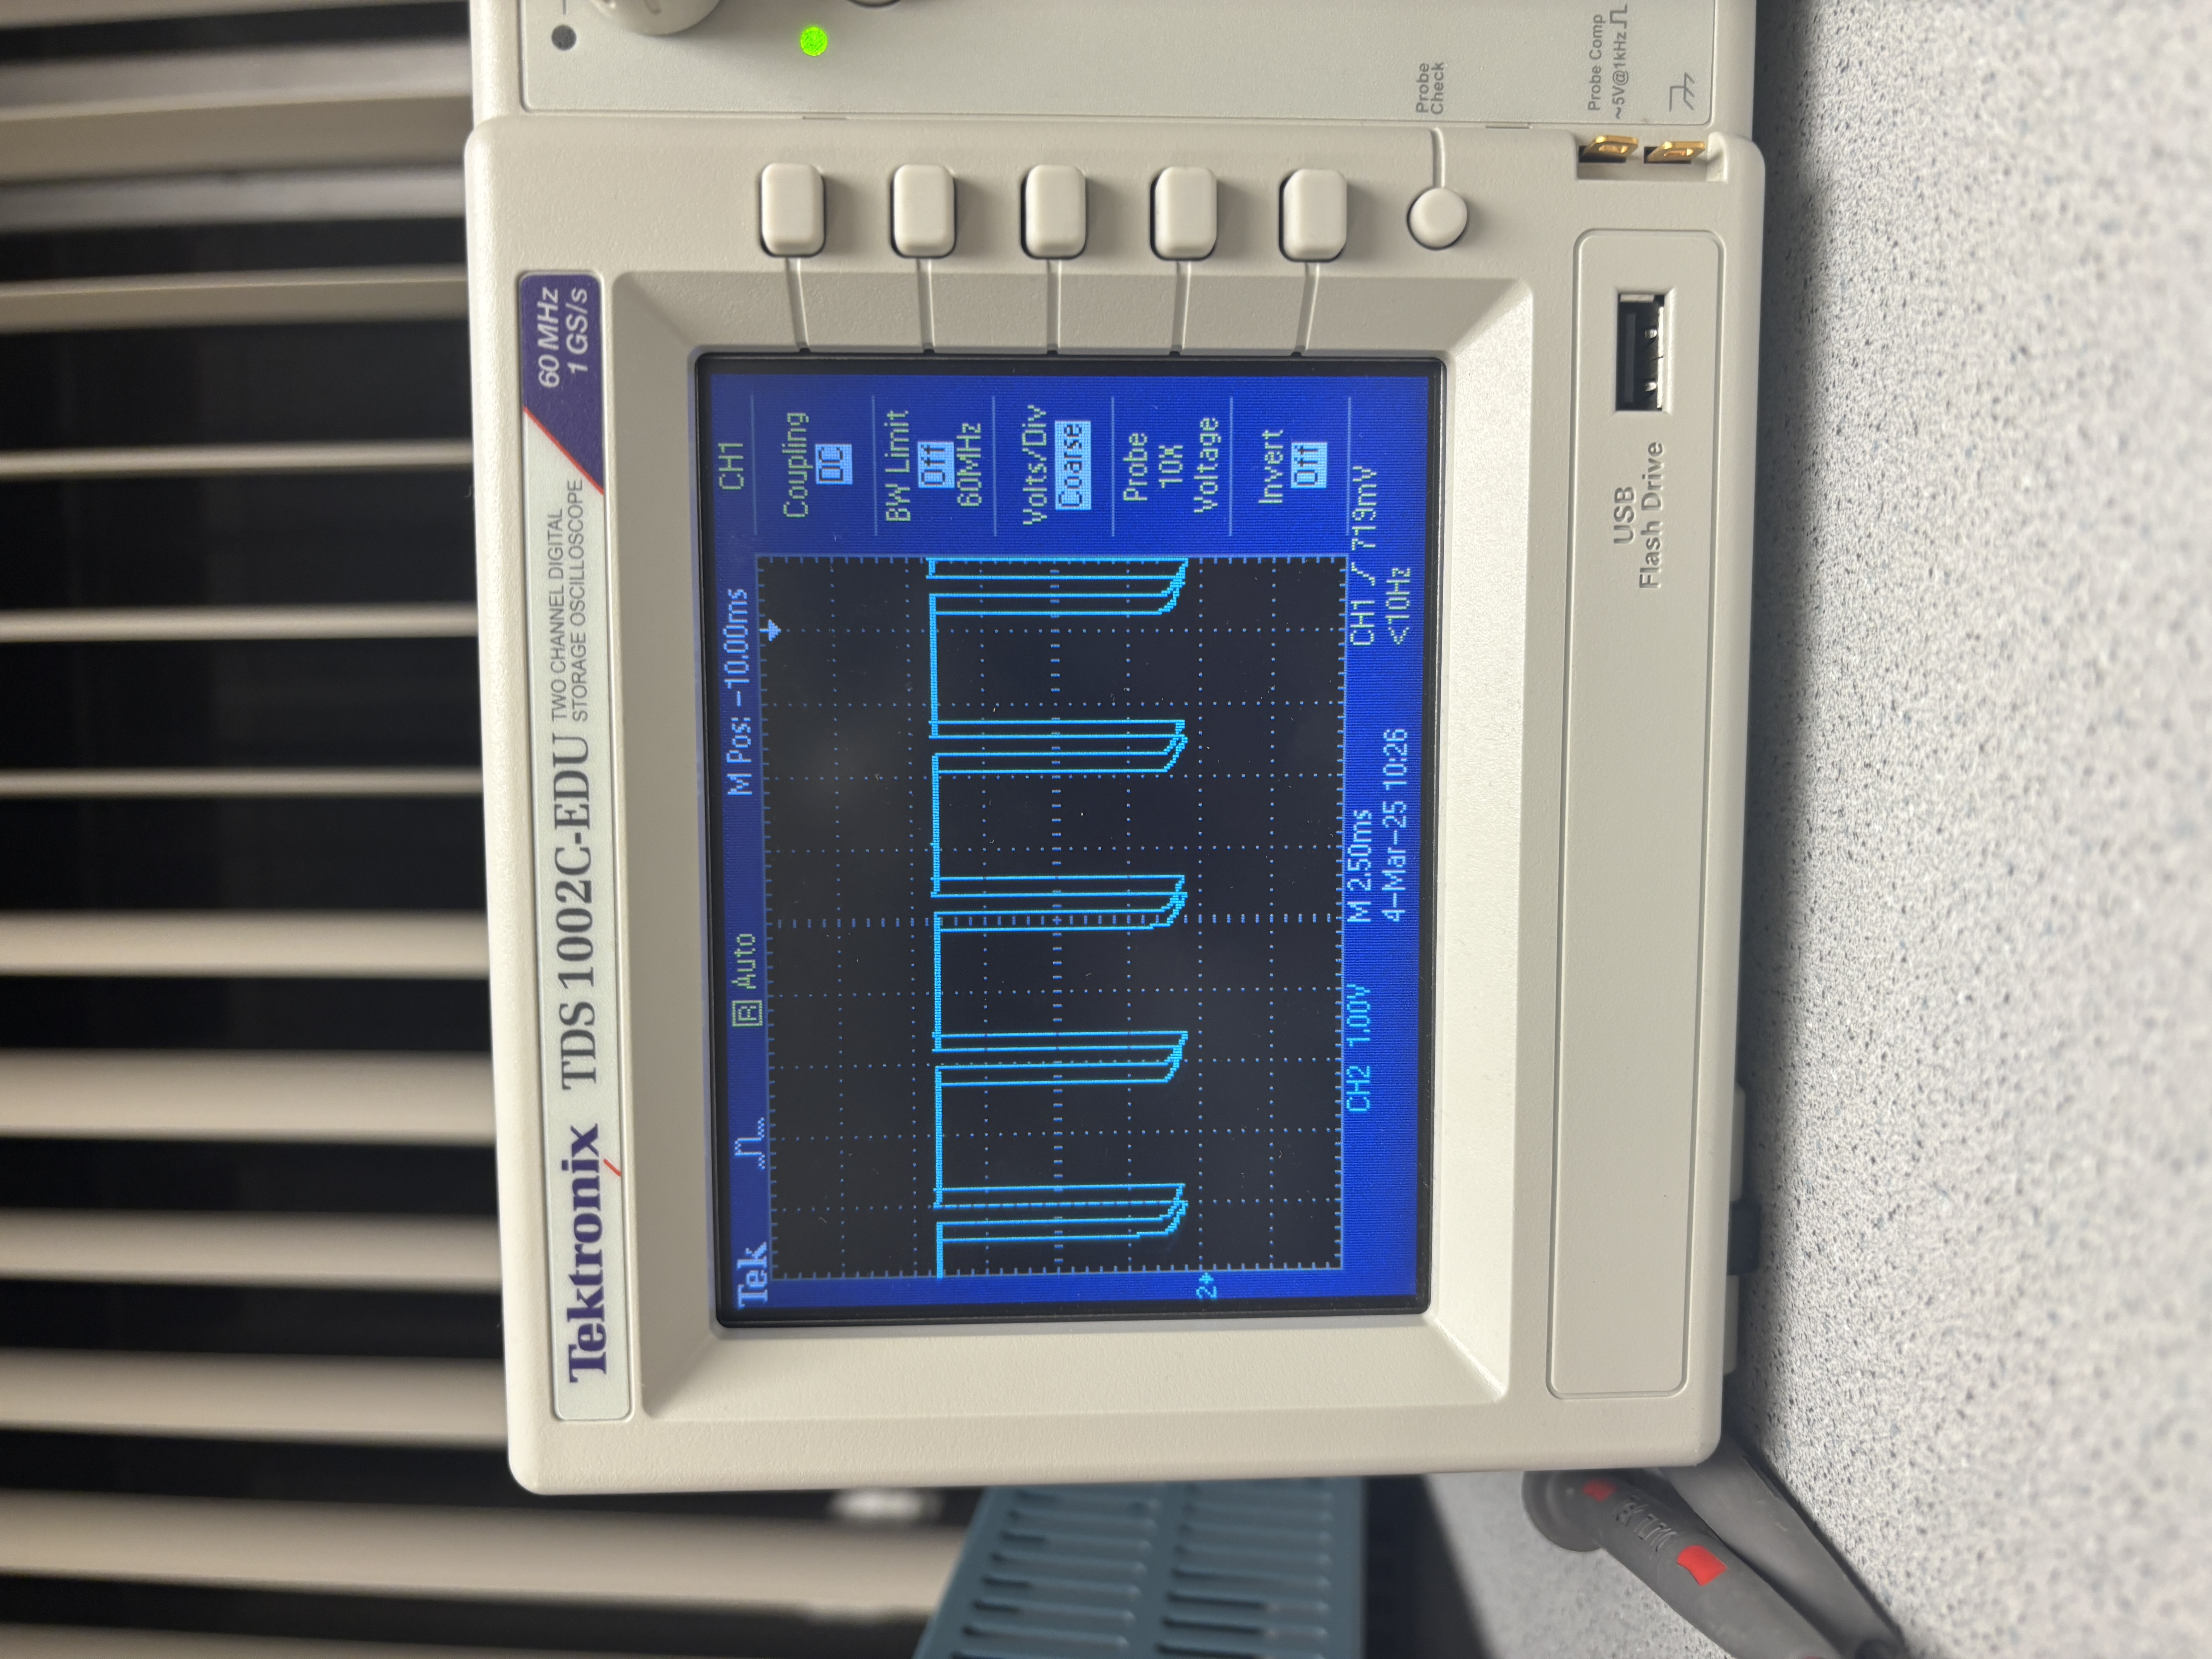 Tektronix TDS 1002C-EDU TWO CHANNEL DIGITAL
STORAGE OSCILLOSCOPE
60 MHz
1 GS/s
Tek R Auto M Pos: -10.00ms CH1
Coupling
DC
BW Limit
Off
60MHz
Volts/Div
Coarse
Probe
10X
Voltage
Invert
Off
2
CH2 1.00V M 2.50ms CH1 719mV
4-Mar-25 10:26 <10Hz
Probe
Check
USB
Flash Drive
Probe Comp
~5V@1kHz